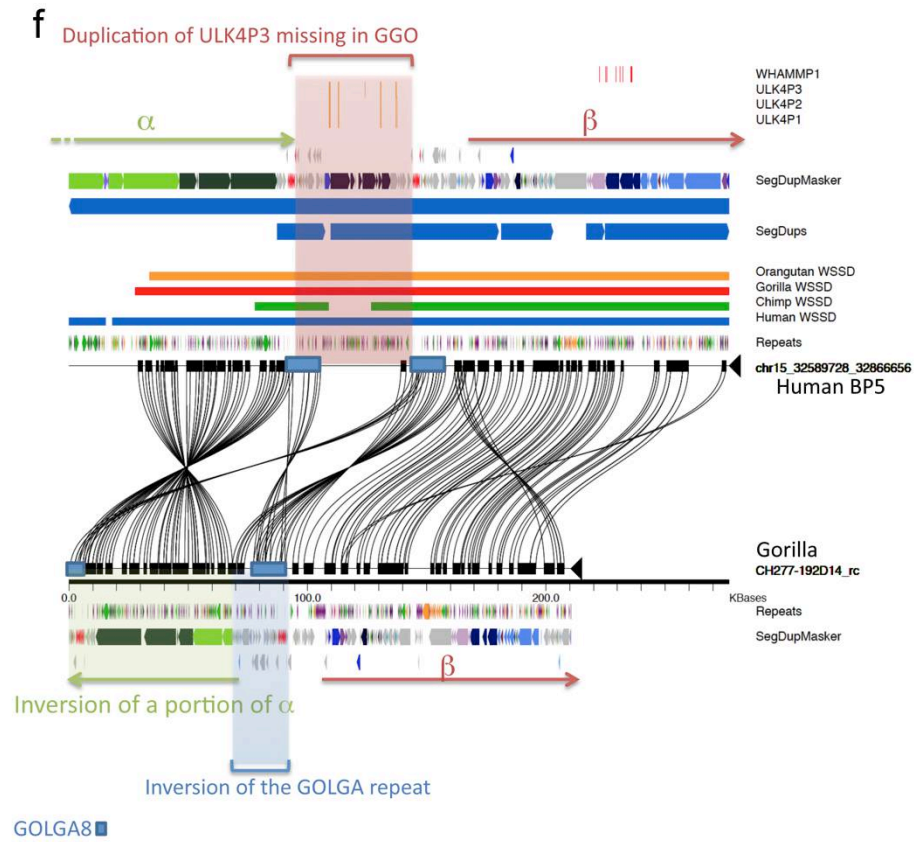 f
Duplication of ULK4P3 missing in GGO
WHAMMP1
ULK4P3
ULK4P2
ULK4P1
α
β
SegDupMasker
SegDups
Orangutan WSSD
Gorilla WSSD
Chimp WSSD
Human WSSD
Repeats
chr15_32589728_32866656
Human BP5
Gorilla
CH277-192D14_rc
0.0
100.0
200.0
KBases
Repeats
SegDupMasker
β
Inversion of a portion of α
Inversion of the GOLGA repeat
GOLGA8